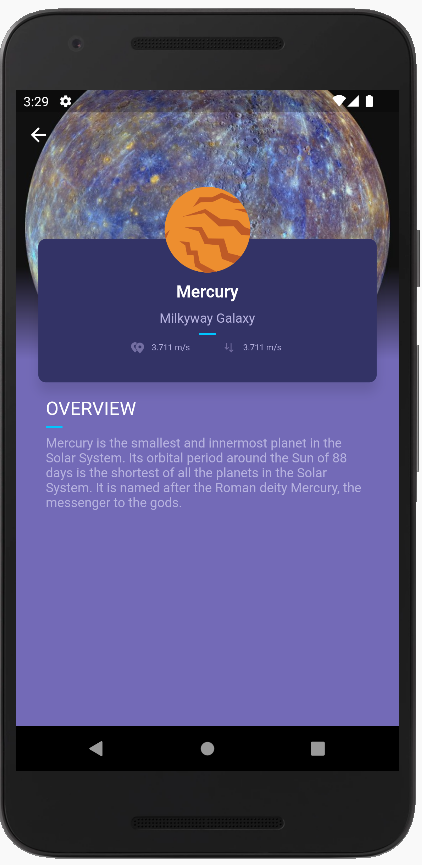 3:29
Mercury
Milkyway Galaxy
3.711 m/s 3.711 m/s
OVERVIEW
Mercury is the smallest and innermost planet in the
Solar System. Its orbital period around the Sun of 88
days is the shortest of all the planets in the Solar
System. It is named after the Roman deity Mercury, the
messenger to the gods.